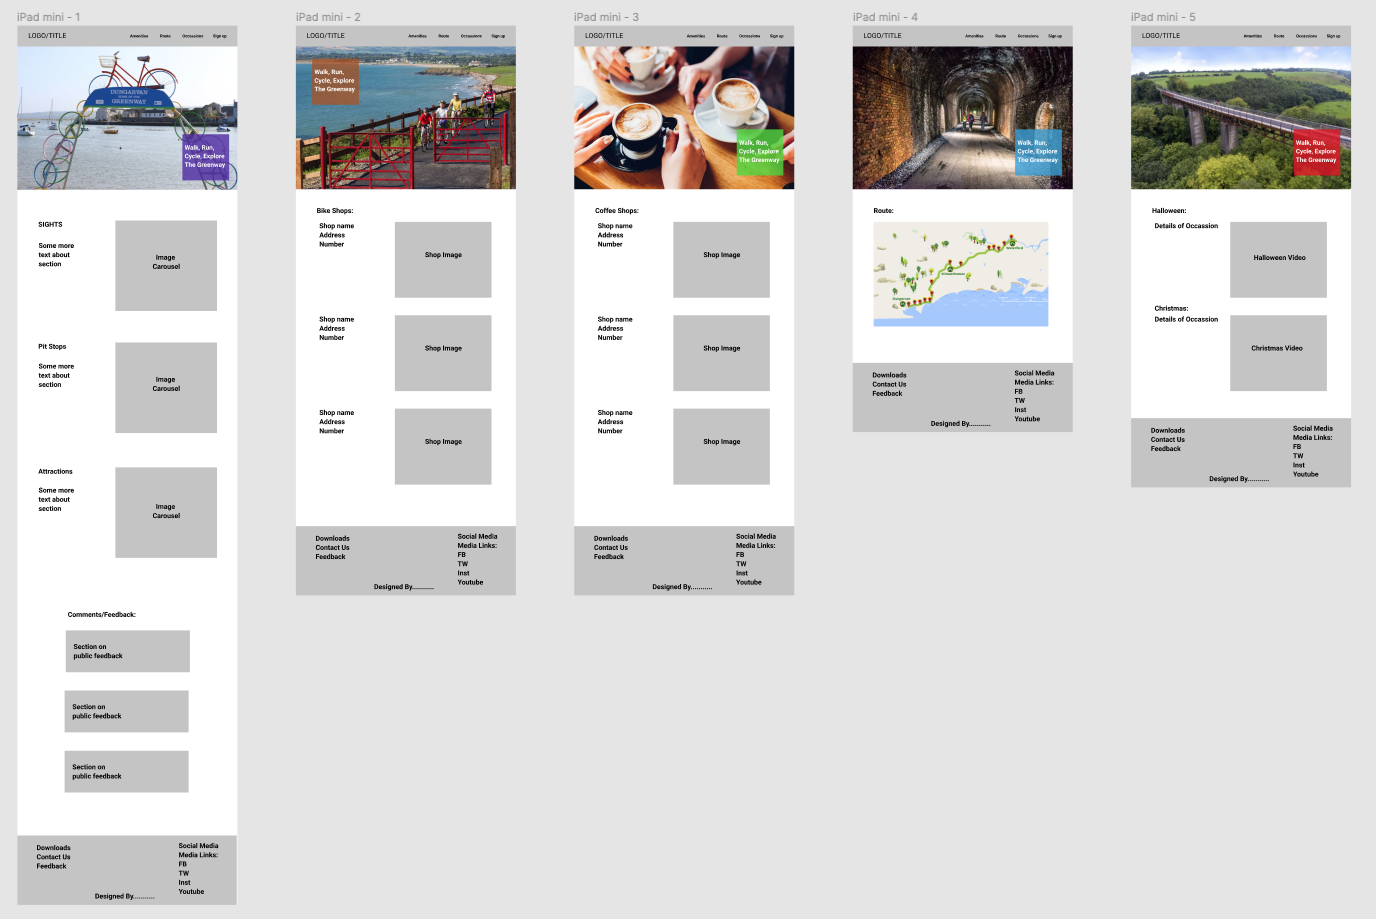 iPad mini - 1
LOGO/TITLE
Amenities Route Occassions Sign up
DUNGARVAN
GREENWAY
Walk, Run,
Cycle, Explore
The Greenway
SIGHTS
Some more
text about
section
Image
Carousel
Pit Stops
Some more
text about
section
Image
Carousel
Attractions
Some more
text about
section
Image
Carousel
Comments/Feedback:
Section on
public feedback
Section on
public feedback
Section on
public feedback
Downloads
Contact Us
Feedback
Social Media
Media Links:
FB
TW
Inst
Youtube
Designed By...........
iPad mini - 2
LOGO/TITLE
Amenities Route Occassions Sign up
Walk, Run,
Cycle, Explore
The Greenway
Bike Shops:
Shop name
Address
Number
Shop Image
Shop name
Address
Number
Shop Image
Shop name
Address
Number
Shop Image
Downloads
Contact Us
Feedback
Social Media
Media Links:
FB
TW
Inst
Youtube
Designed By...........
iPad mini - 3
LOGO/TITLE
Amenities Route Occassions Sign up
Walk, Run,
Cycle, Explore
The Greenway
Coffee Shops:
Shop name
Address
Number
Shop Image
Shop name
Address
Number
Shop Image
Shop name
Address
Number
Shop Image
Downloads
Contact Us
Feedback
Social Media
Media Links:
FB
TW
Inst
Youtube
Designed By...........
iPad mini - 4
LOGO/TITLE
Amenities Route Occassions Sign up
Walk, Run,
Cycle, Explore
The Greenway
Route:
Downloads
Contact Us
Feedback
Social Media
Media Links:
FB
TW
Inst
Youtube
Designed By...........
iPad mini - 5
LOGO/TITLE
Amenities Route Occassions Sign up
Walk, Run,
Cycle, Explore
The Greenway
Halloween:
Details of Occassion
Halloween Video
Christmas:
Details of Occassion
Christmas Video
Downloads
Contact Us
Feedback
Social Media
Media Links:
FB
TW
Inst
Youtube
Designed By...........